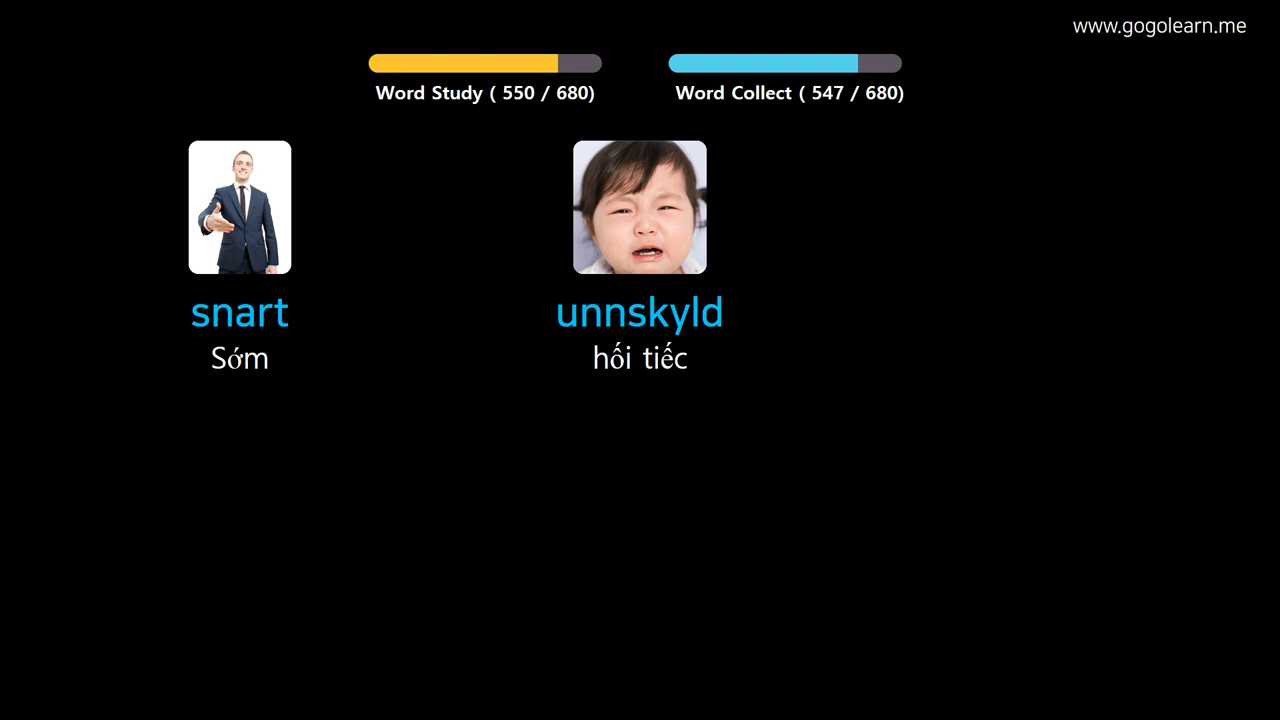 www.gogolearn.me
Word Study ( 550 / 680)
Word Collect ( 547 / 680)
snart
Sớm
unnskyld
hối tiếc